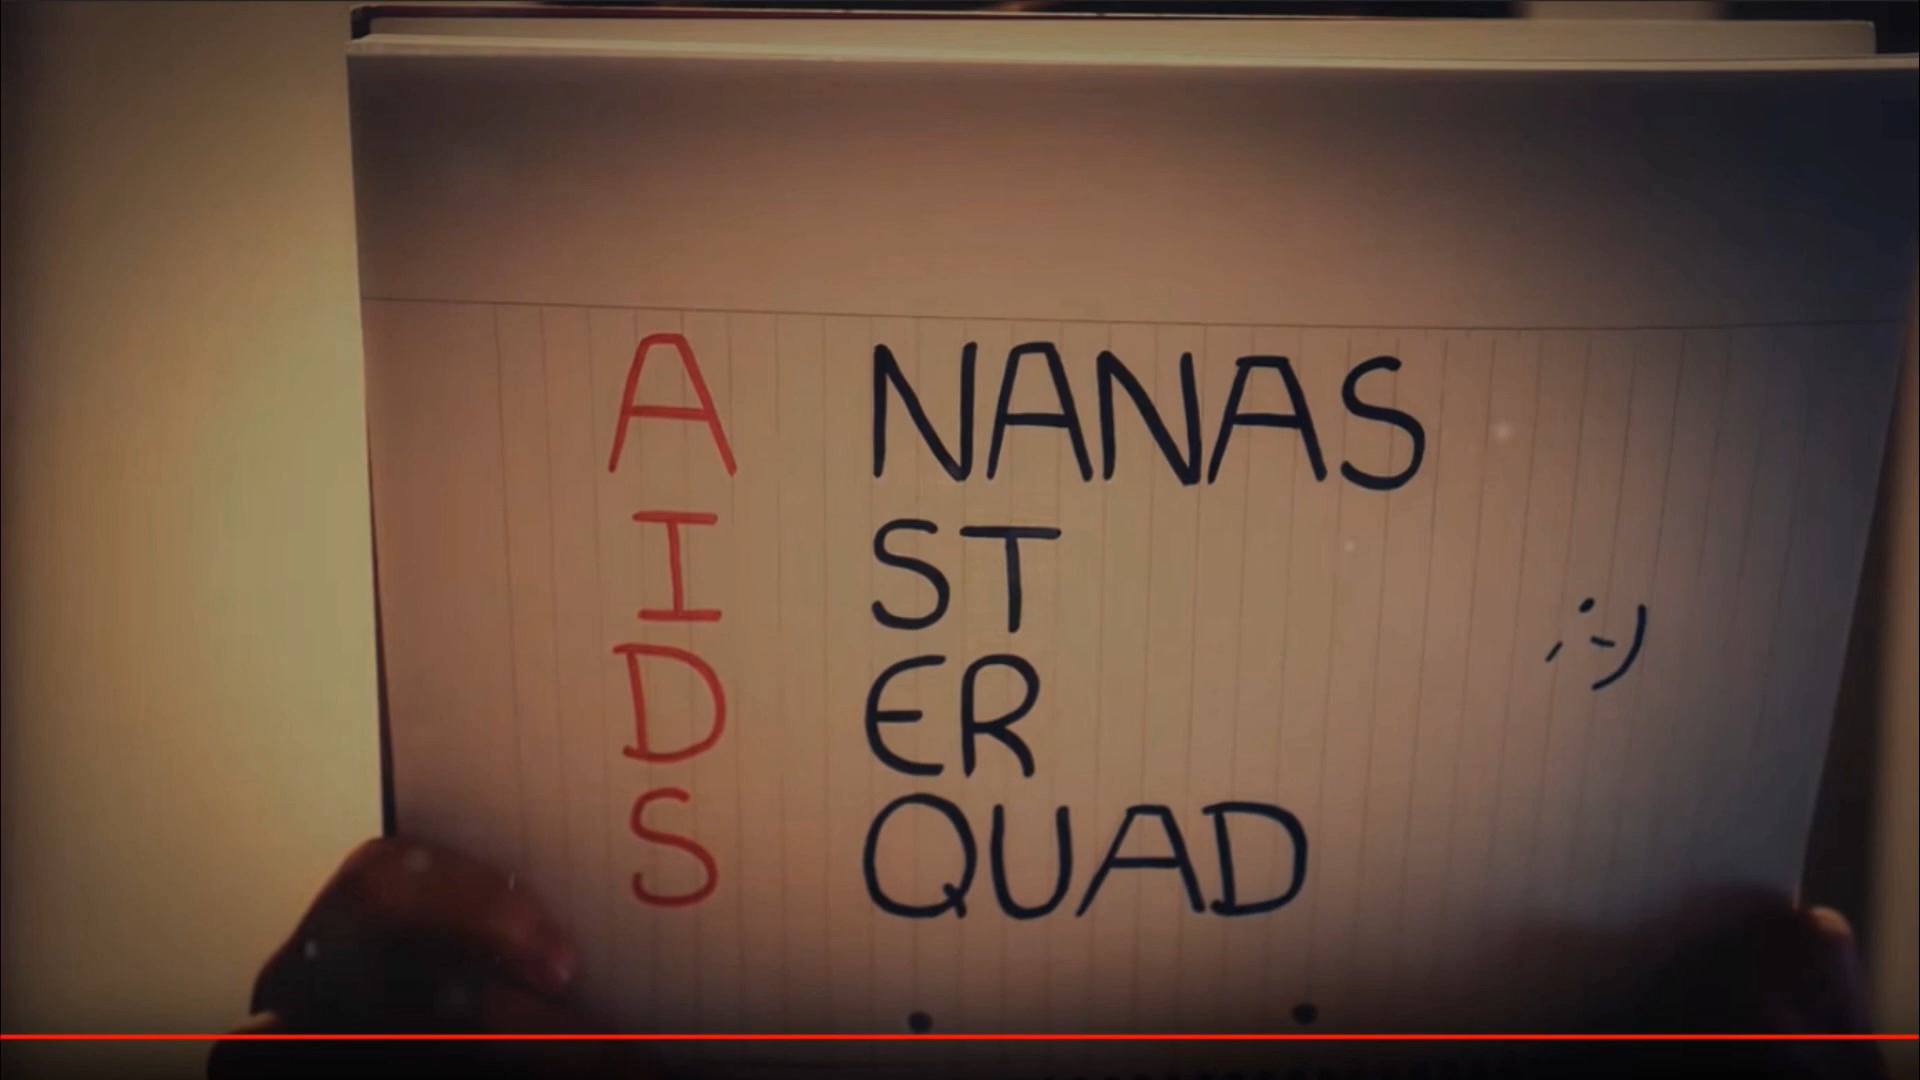 A NANAS
I ST
D ER
S QUAD
;-)